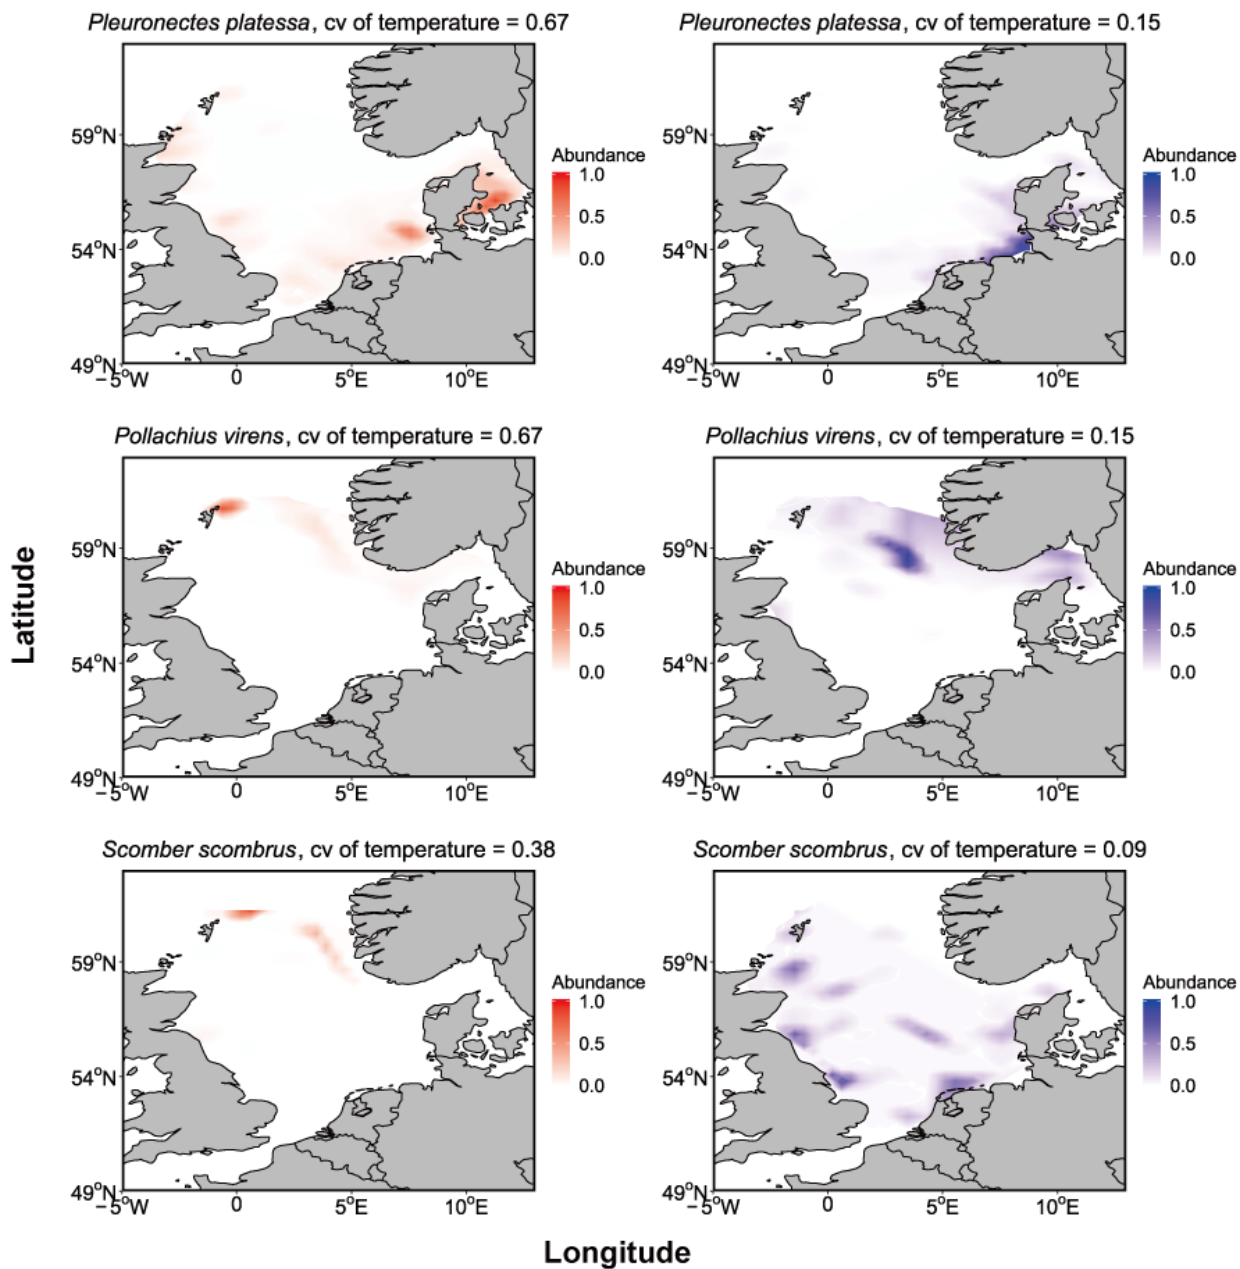 Pleuronectes platessa, cv of temperature = 0.67
59°N
54°N
49°N
−5°W
0
5°E
10°E
Abundance
1.0
0.5
0.0
Pleuronectes platessa, cv of temperature = 0.15
59°N
54°N
49°N
−5°W
0
5°E
10°E
Abundance
1.0
0.5
0.0
Pollachius virens, cv of temperature = 0.67
59°N
54°N
49°N
−5°W
0
5°E
10°E
Abundance
1.0
0.5
0.0
Pollachius virens, cv of temperature = 0.15
59°N
54°N
49°N
−5°W
0
5°E
10°E
Abundance
1.0
0.5
0.0
Scomber scombrus, cv of temperature = 0.38
59°N
54°N
49°N
−5°W
0
5°E
10°E
Abundance
1.0
0.5
0.0
Scomber scombrus, cv of temperature = 0.09
59°N
54°N
49°N
−5°W
0
5°E
10°E
Abundance
1.0
0.5
0.0
Latitude
Longitude